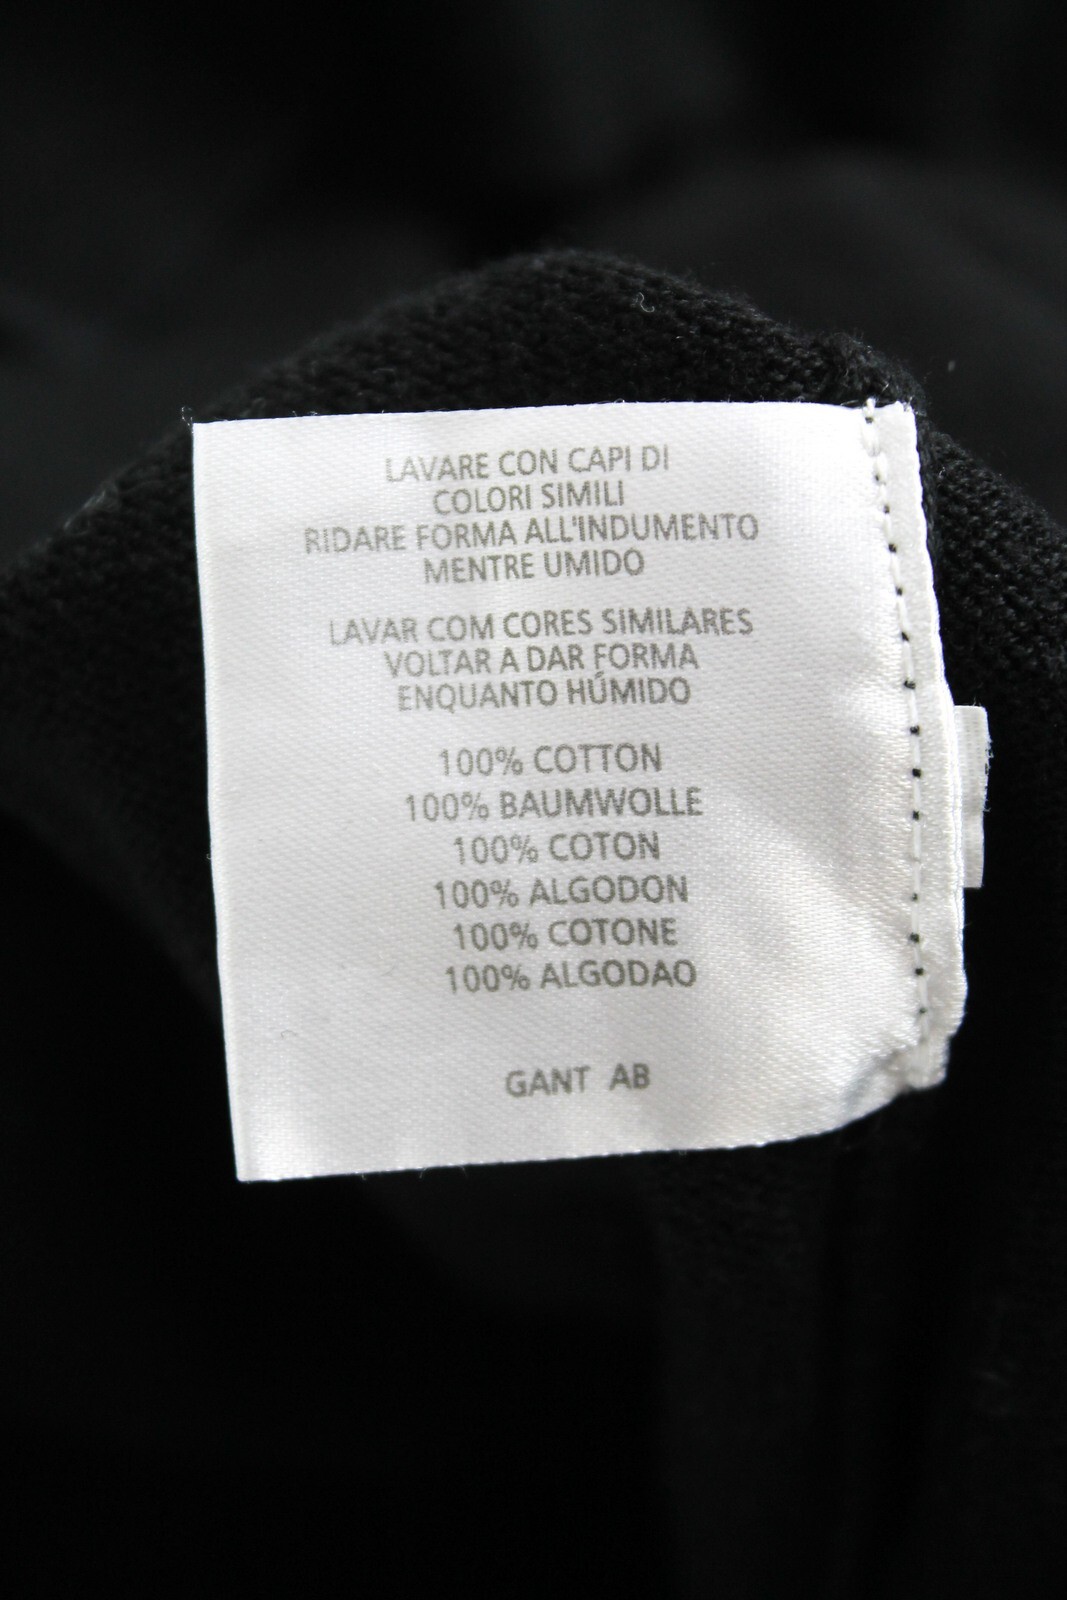 LAVARE CON CAPI DI
COLORI SIMILI
RIDARE FORMA ALL'INDUMENTO
MENTRE UMIDO
LAVAR COM CORES SIMILARES
VOLTAR A DAR FORMA
ENQUANTO HÚMIDO
100% COTTON
100% BAUMWOLLE
100% COTON
100% ALGODON
100% COTONE
100% ALGODAO
GANT AB